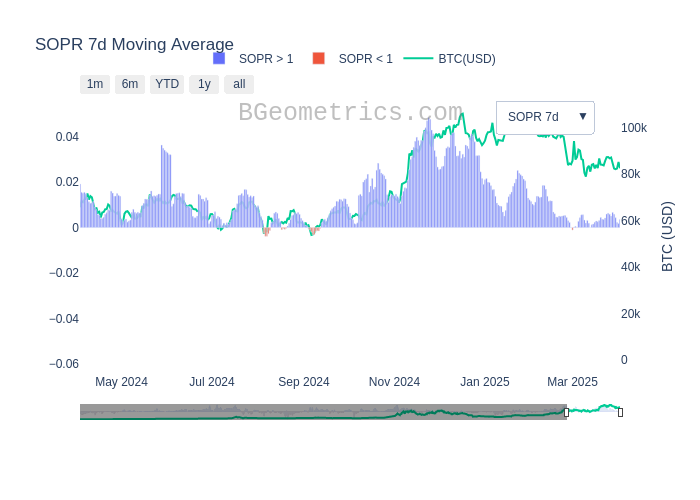 SOPR 7d Moving Average
SOPR > 1 SOPR < 1 BTC(USD)
1m 6m YTD 1y all
BGeometrics.com
SOPR 7d ▼
0.04
0.02
0
−0.02
−0.04
−0.06
100k
80k
60k
40k
20k
0
BTC (USD)
May 2024 Jul 2024 Sep 2024 Nov 2024 Jan 2025 Mar 2025